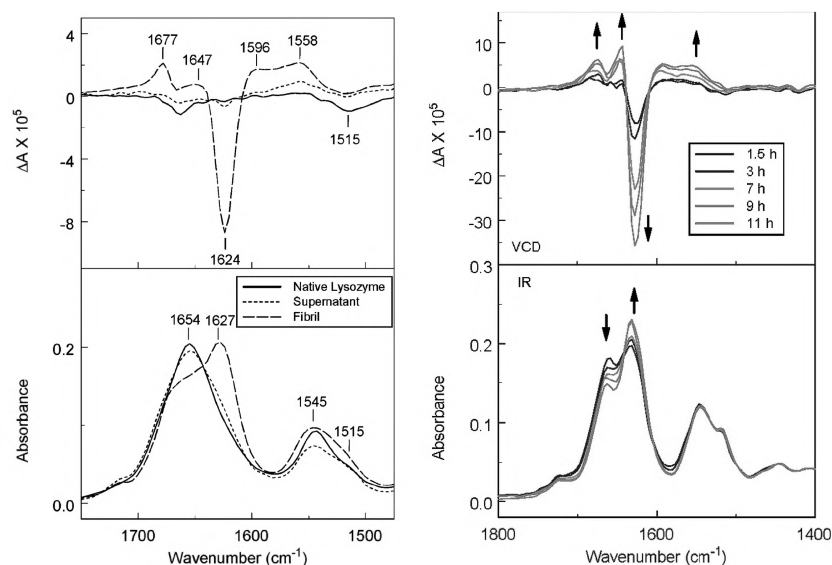 1677
1647
1596
1558
1515
1624
4
0
-4
-8
ΔA X 10⁵
Native Lysozyme
Supernatant
Fibril
1654
1627
1545
1515
0.2
0.0
Absorbance
1700
1600
1500
Wavenumber (cm⁻¹)
10
0
-10
-20
-30
ΔA X 10⁵
1.5 h
3 h
7 h
9 h
11 h
VCD
0.3
0.2
0.1
0.0
IR
Absorbance
1800
1600
1400
Wavenumber (cm⁻¹)